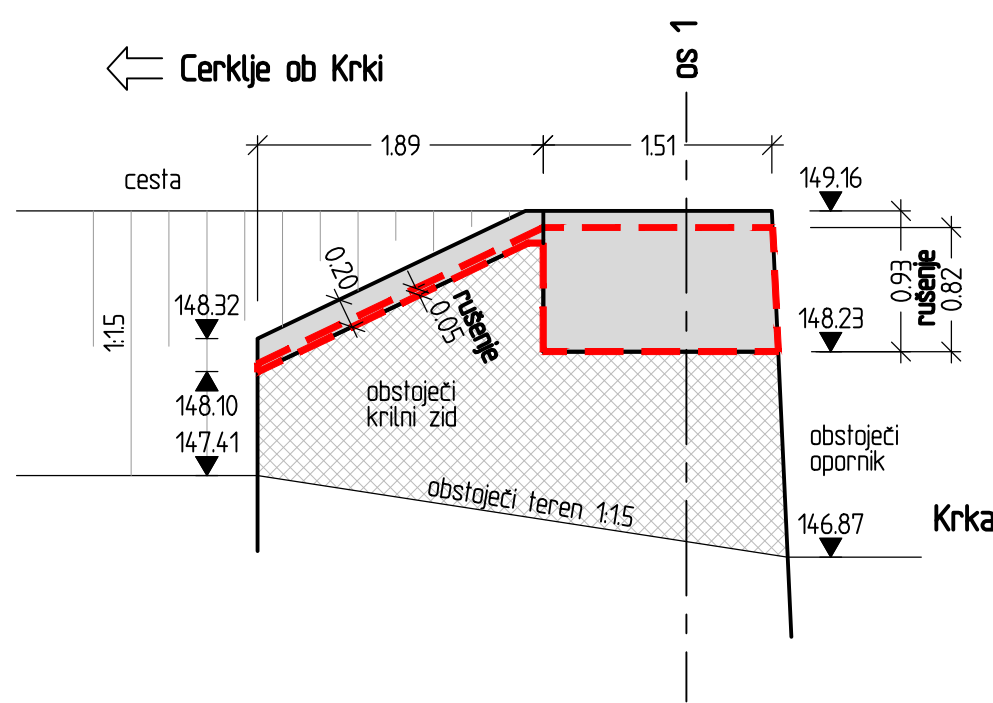 Cerklje ob Krki
os 1
1.89
1.51
cesta
149.16
0.20
0.93
rušenje
0.82
148.32
1:1.5
0.05
rušenje
148.23
148.10
obstoječi
krilni zid
147.41
obstoječi
opornik
obstoječi teren 1:1.5
146.87
Krka